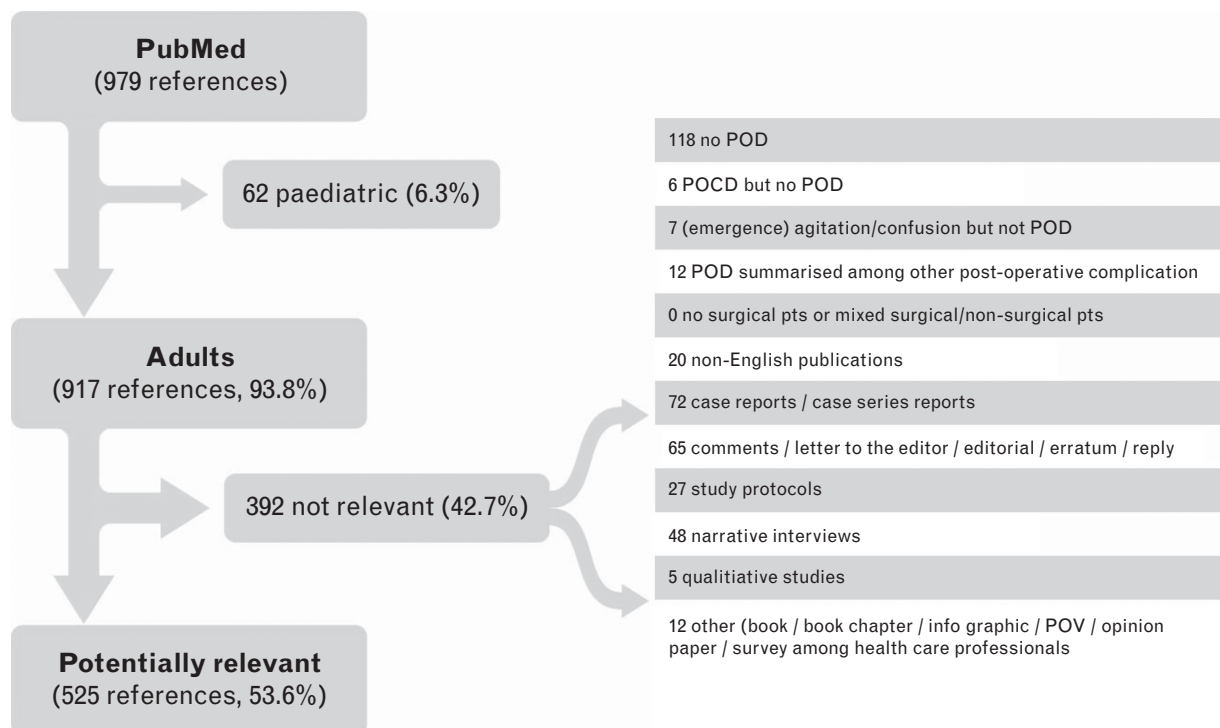 PubMed
(979 references)
62 paediatric (6.3%)
Adults
(917 references, 93.8%)
392 not relevant (42.7%)
Potentially relevant
(525 references, 53.6%)
118 no POD
6 POCD but no POD
7 (emergence) agitation/confusion but not POD
12 POD summarised among other post-operative complication
0 no surgical pts or mixed surgical/non-surgical pts
20 non-English publications
72 case reports / case series reports
65 comments / letter to the editor / editorial / erratum / reply
27 study protocols
48 narrative interviews
5 qualitiative studies
12 other (book / book chapter / info graphic / POV / opinion
paper / survey among health care professionals